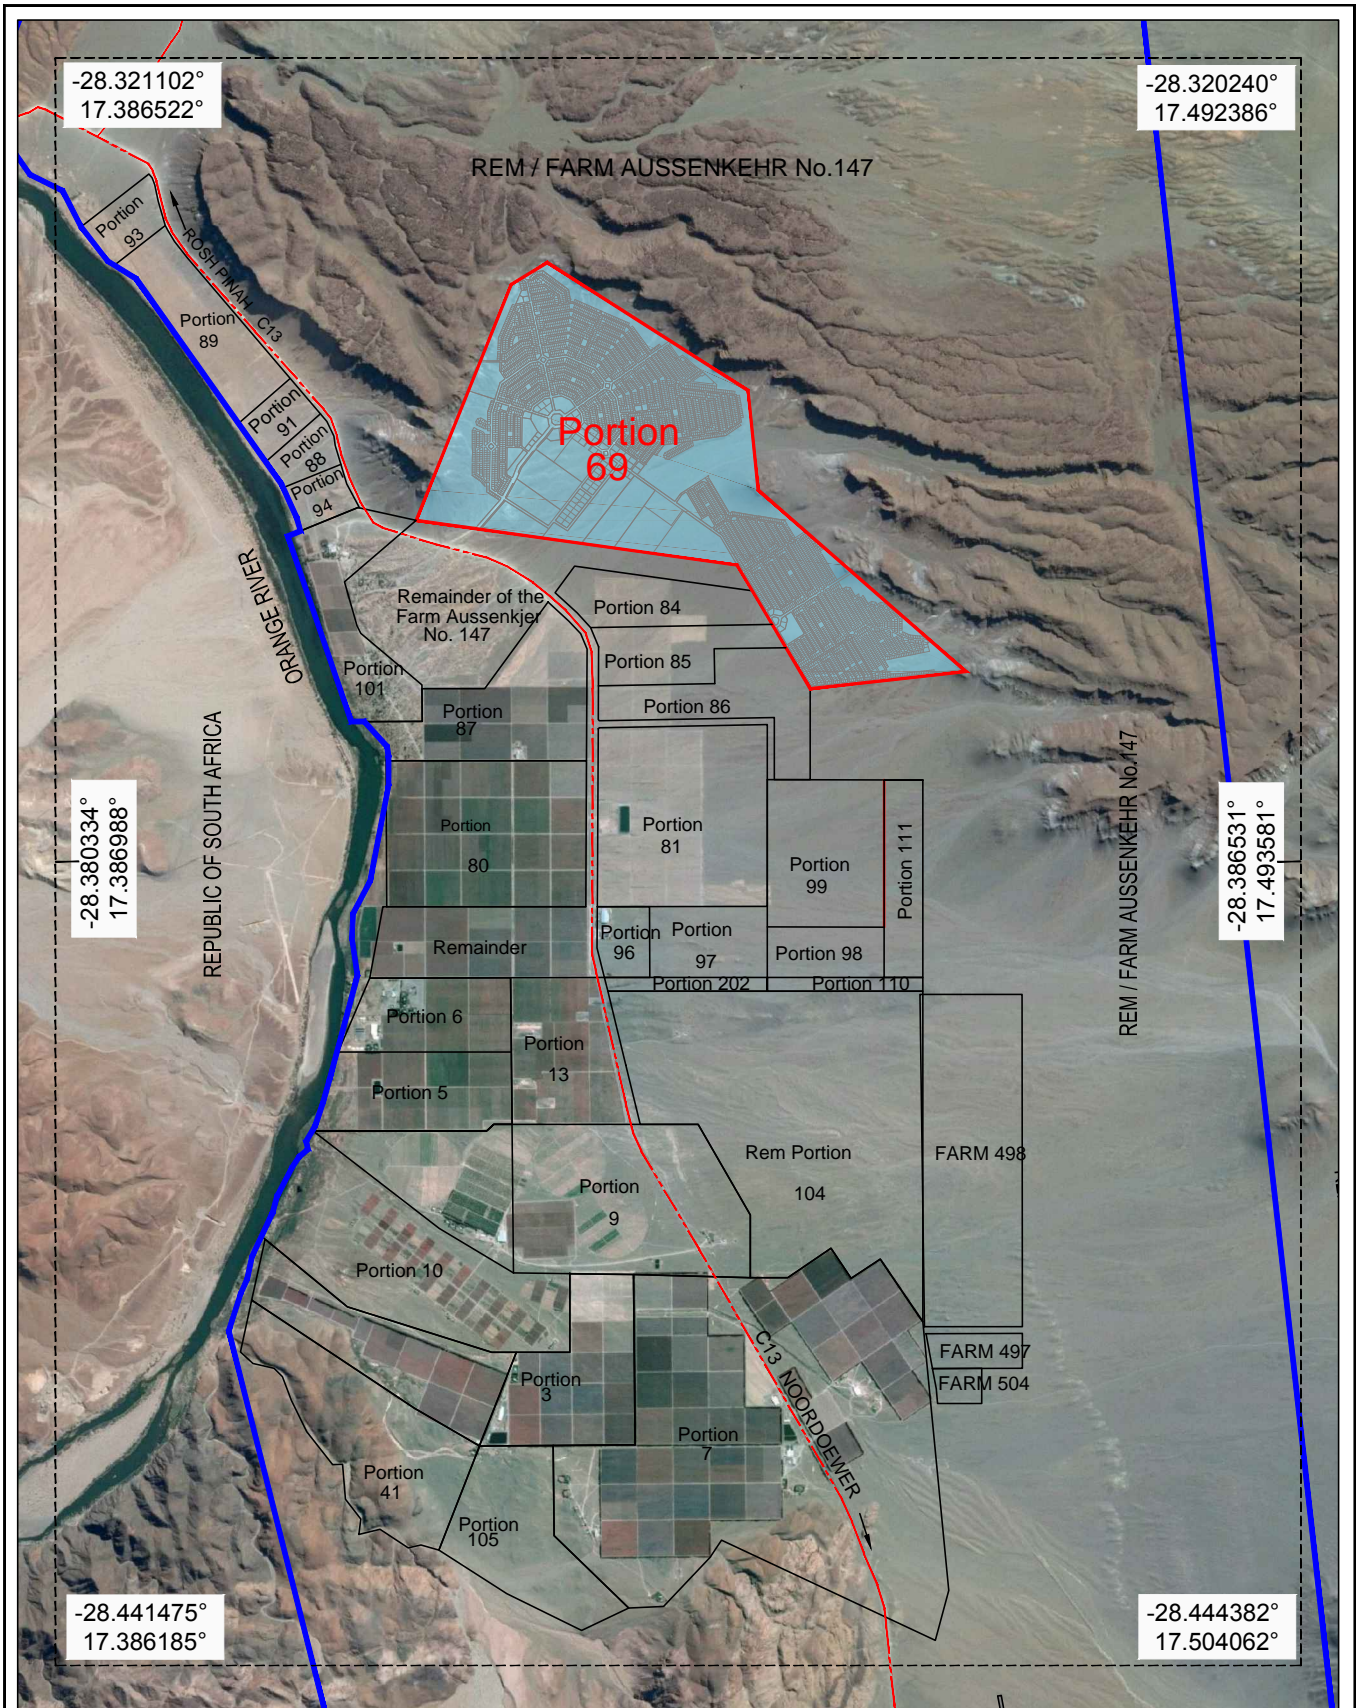 -28.321102°
17.386522°
-28.320240°
17.492386°
REM / FARM AUSSENKEHR No.147
Portion
93
ROSH PINAH C13
Portion
89
Portion
91
Portion
88
Portion
94
Portion
69
ORANGE RIVER
Remainder of the
Farm Aussenkjer
No. 147
Portion 84
Portion 85
Portion
101
Portion 86
Portion
87
REPUBLIC OF SOUTH AFRICA
REM / FARM AUSSENKEHR No.147
-28.380334°
17.386988°
-28.386531°
17.493581°
Portion
80
Portion
81
Portion
99
Portion 111
Remainder
Portion
96
Portion
97
Portion 98
Portion 202
Portion 110
Portion 6
Portion
13
Portion 5
Rem Portion
104
FARM 498
Portion
9
Portion 10
C13 NOORDOEWER
FARM 497
FARM 504
Portion
3
Portion
7
Portion
41
Portion
105
-28.441475°
17.386185°
-28.444382°
17.504062°